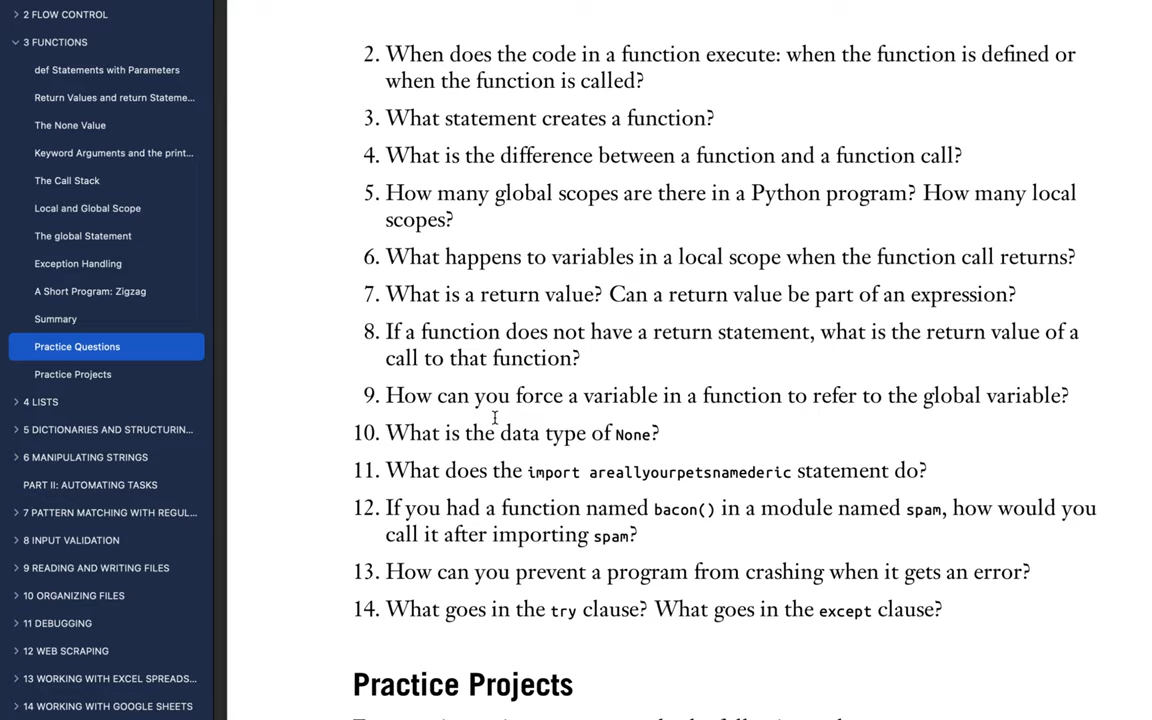 2 FLOW CONTROL
3 FUNCTIONS
def Statements with Parameters
Return Values and return Stateme...
The None Value
Keyword Arguments and the print...
The Call Stack
Local and Global Scope
The global Statement
Exception Handling
A Short Program: Zigzag
Summary
Practice Questions
Practice Projects
4 LISTS
5 DICTIONARIES AND STRUCTURIN...
6 MANIPULATING STRINGS
PART II: AUTOMATING TASKS
7 PATTERN MATCHING WITH REGUL...
8 INPUT VALIDATION
9 READING AND WRITING FILES
10 ORGANIZING FILES
11 DEBUGGING
12 WEB SCRAPING
13 WORKING WITH EXCEL SPREADS...
14 WORKING WITH GOOGLE SHEETS
2. When does the code in a function execute: when the function is defined or
when the function is called?
3. What statement creates a function?
4. What is the difference between a function and a function call?
5. How many global scopes are there in a Python program? How many local
scopes?
6. What happens to variables in a local scope when the function call returns?
7. What is a return value? Can a return value be part of an expression?
8. If a function does not have a return statement, what is the return value of a
call to that function?
9. How can you force a variable in a function to refer to the global variable?
10. What is the data type of None?
11. What does the import areallyourpetsnamederic statement do?
12. If you had a function named bacon() in a module named spam, how would you
call it after importing spam?
13. How can you prevent a program from crashing when it gets an error?
14. What goes in the try clause? What goes in the except clause?
Practice Projects